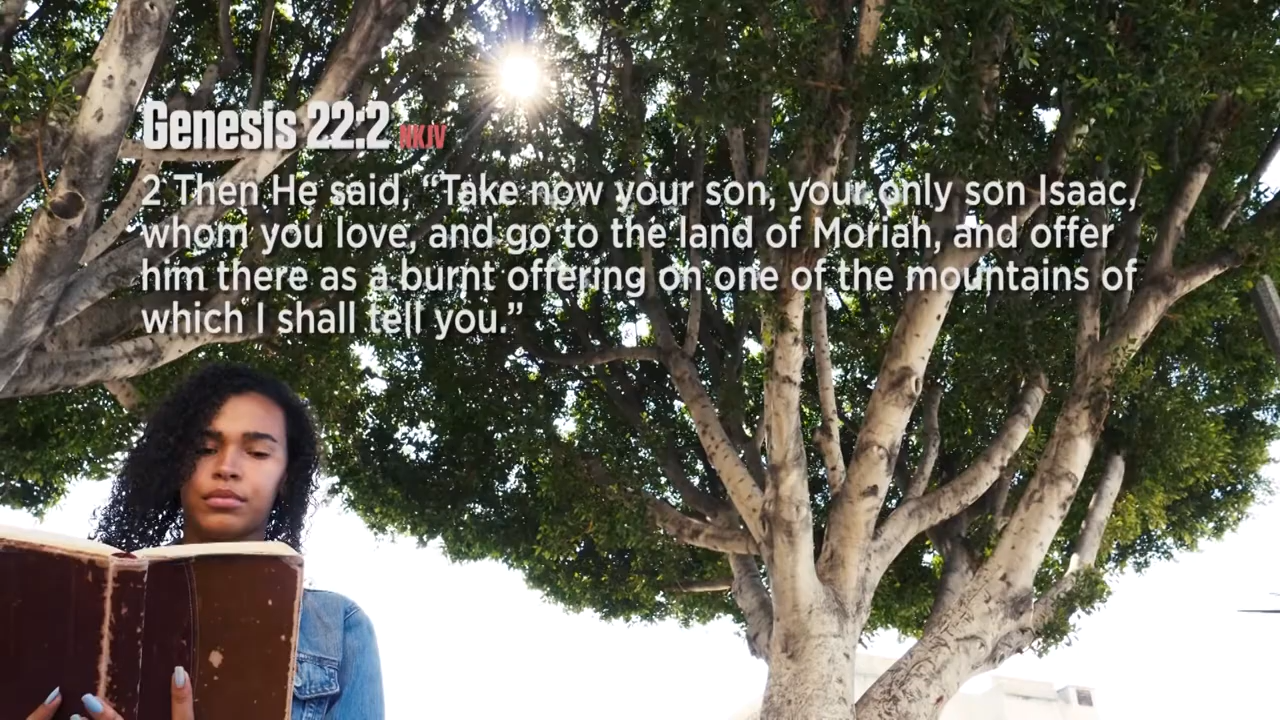 Genesis 22:2 NKJV
2 Then He said, “Take now your son, your only son Isaac,
whom you love, and go to the land of Moriah, and offer
him there as a burnt offering on one of the mountains of
which I shall tell you.”